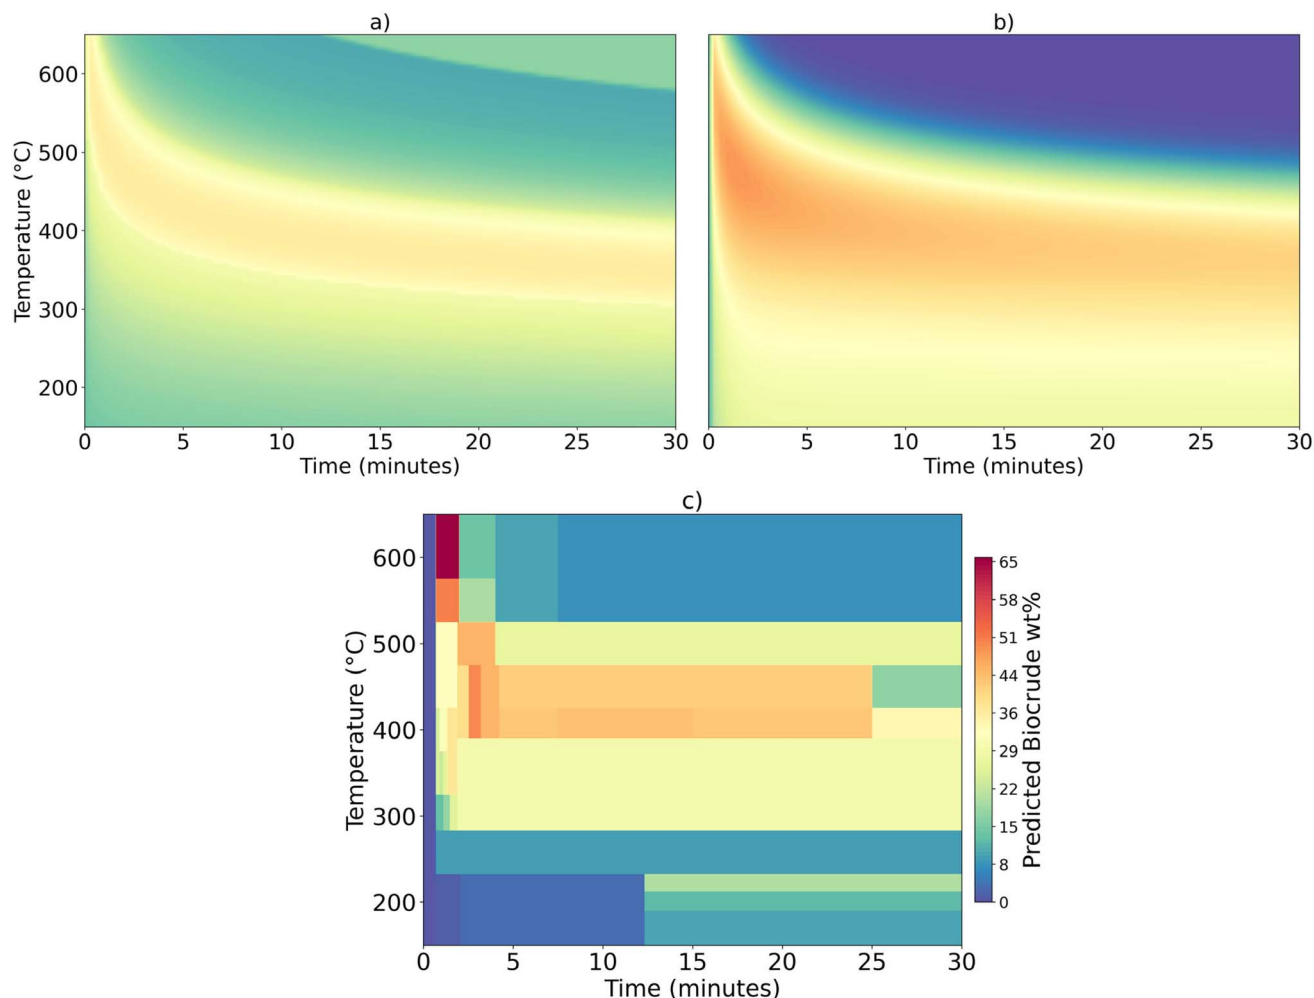 a)
b)
600
500
400
300
200
Temperature (°C)
0 5 10 15 20 25 30
Time (minutes)
0 5 10 15 20 25 30
Time (minutes)
c)
600
500
400
300
200
Temperature (°C)
0 5 10 15 20 25 30
Time (minutes)
65
58
51
44
36
29
22
15
8
0
Predicted Biocrude wt%